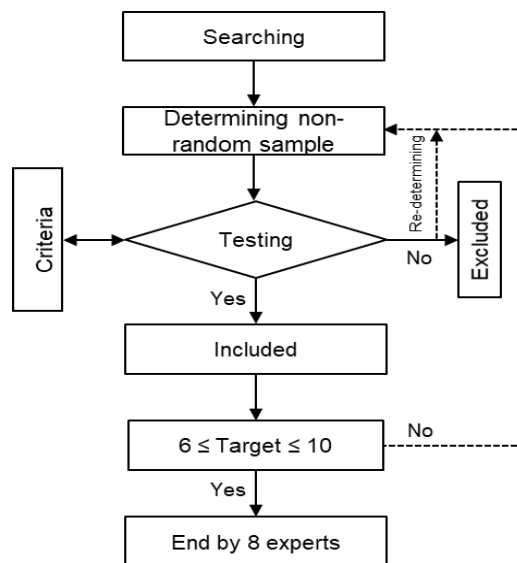 Searching
Determining non-
random sample
Re-determining
Criteria
Testing
No
Excluded
Yes
Included
6 ≤ Target ≤ 10
No
Yes
End by 8 experts